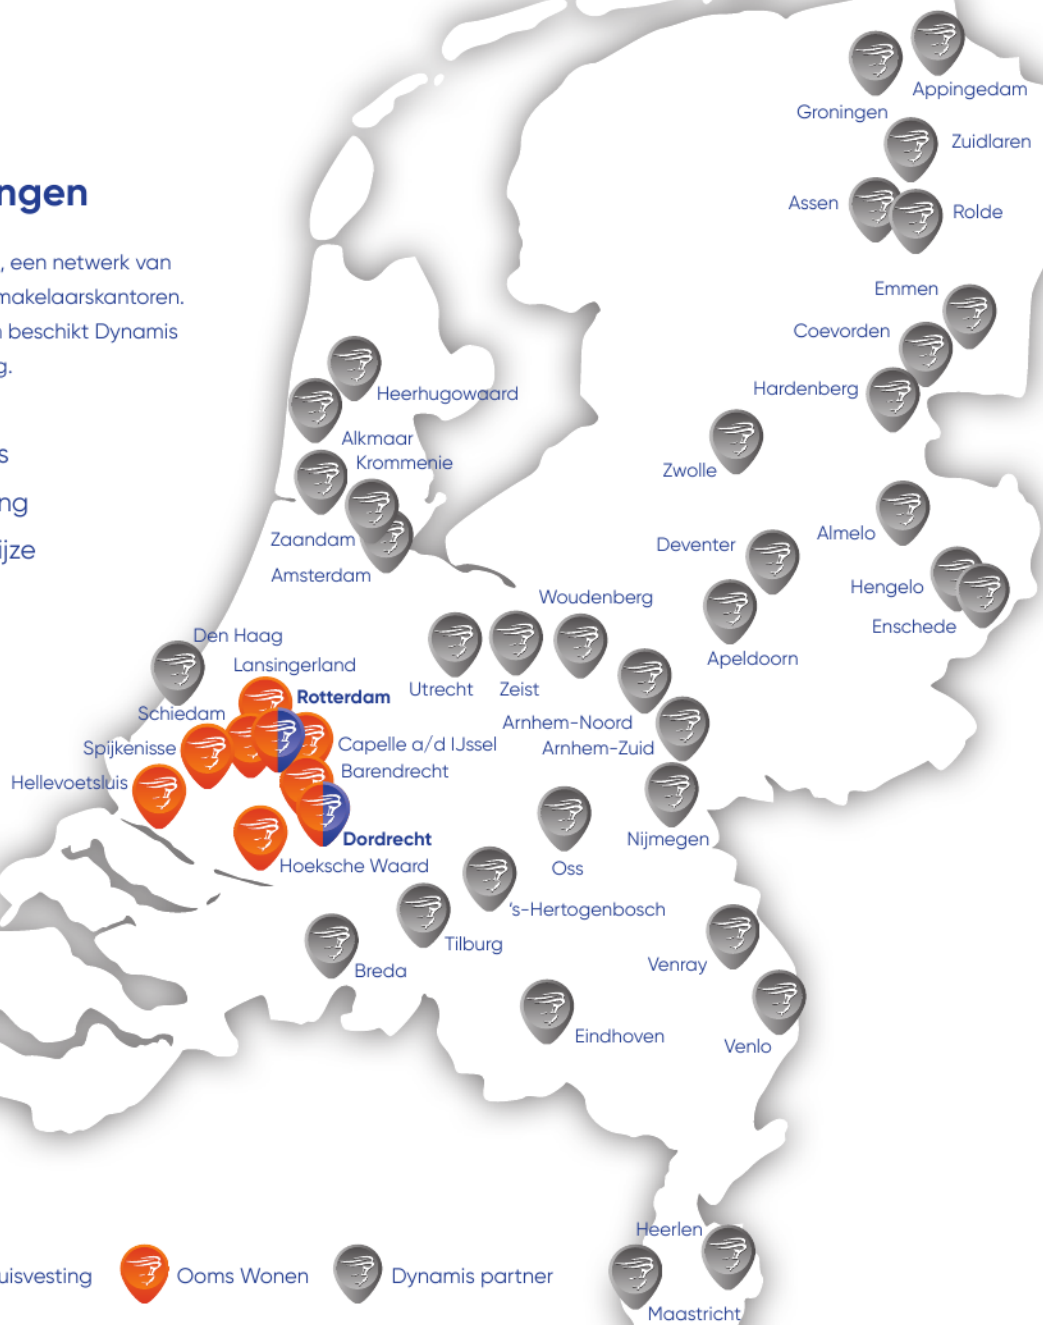 ngen
, een netwerk van
makelaarskantoren.
beschikt Dynamis
g.
s
ng
ijze
Appingedam
Groningen
Zuidlaren
Assen
Rolde
Emmen
Coevorden
Hardenberg
Heerhugowaard
Alkmaar
Krommenie
Zwolle
Zaandam
Almelo
Deventer
Amsterdam
Hengelo
Woudenberg
Enschede
Den Haag
Apeldoorn
Lansingerland
Utrecht
Zeist
Rotterdam
Schiedam
Arnhem-Noord
Spijkenisse
Capelle a/d IJssel
Arnhem-Zuid
Barendrecht
Hellevoetsluis
Dordrecht
Nijmegen
Hoeksche Waard
Oss
's-Hertogenbosch
Tilburg
Venray
Breda
Eindhoven
Venlo
Heerlen
uisvesting
Ooms Wonen
Dynamis partner
Maastricht